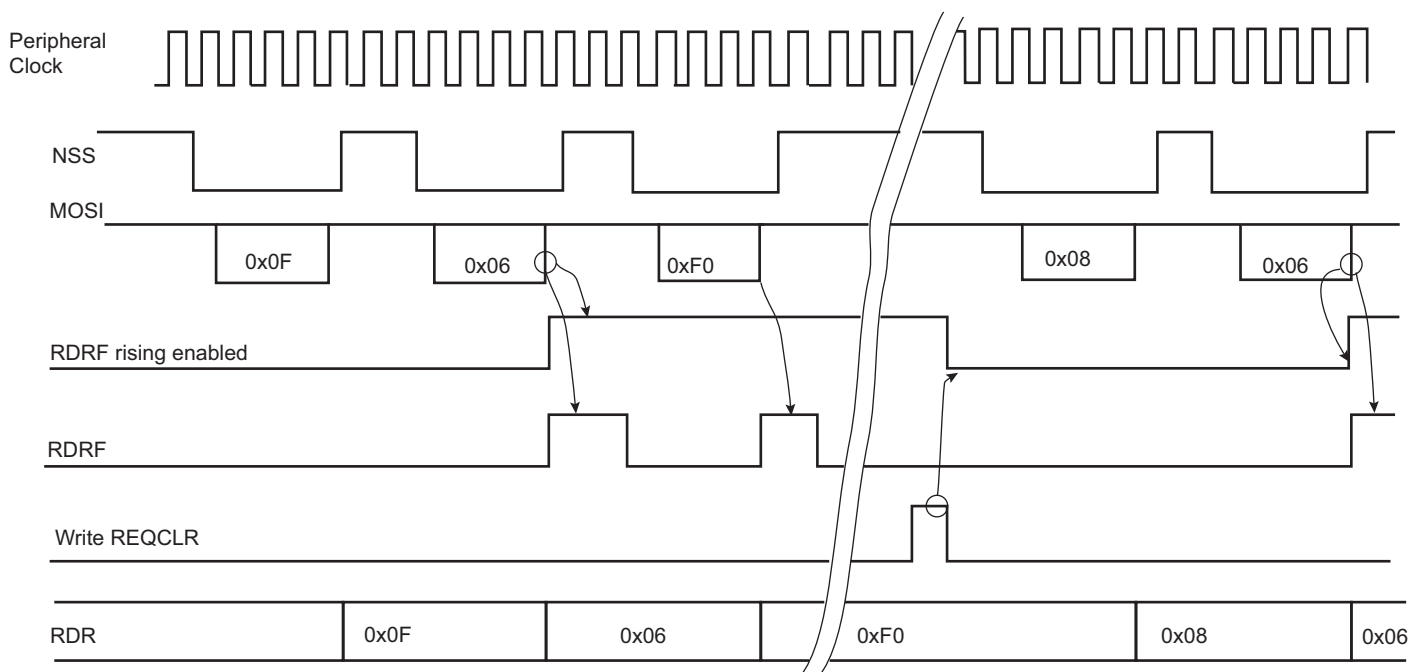 Peripheral
Clock
NSS
MOSI
0x0F
0x06
0xF0
0x08
0x06
RDRF rising enabled
RDRF
Write REQCLR
RDR
0x0F
0x06
0xF0
0x08
0x06